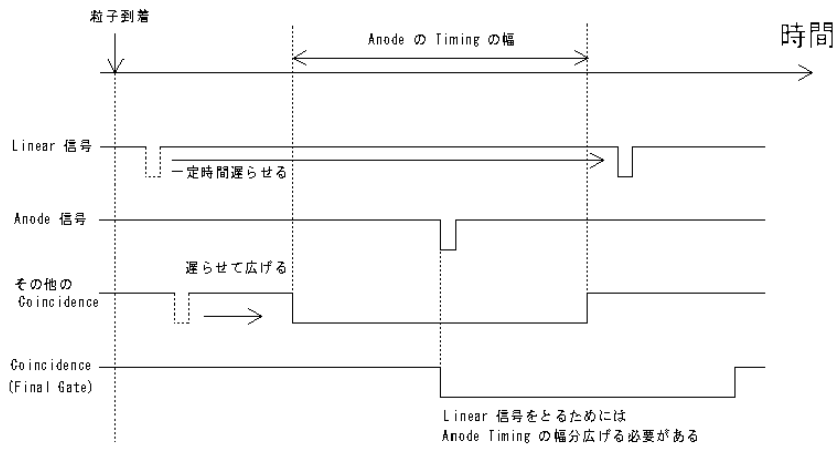 粒子到着
Anode の Timing の幅
時間
Linear 信号
一定時間遅らせる
Anode 信号
遅らせて広げる
その他の
Coincidence
Coincidence
(Final Gate)
Linear 信号をとるためには
Anode Timing の幅分広げる必要がある